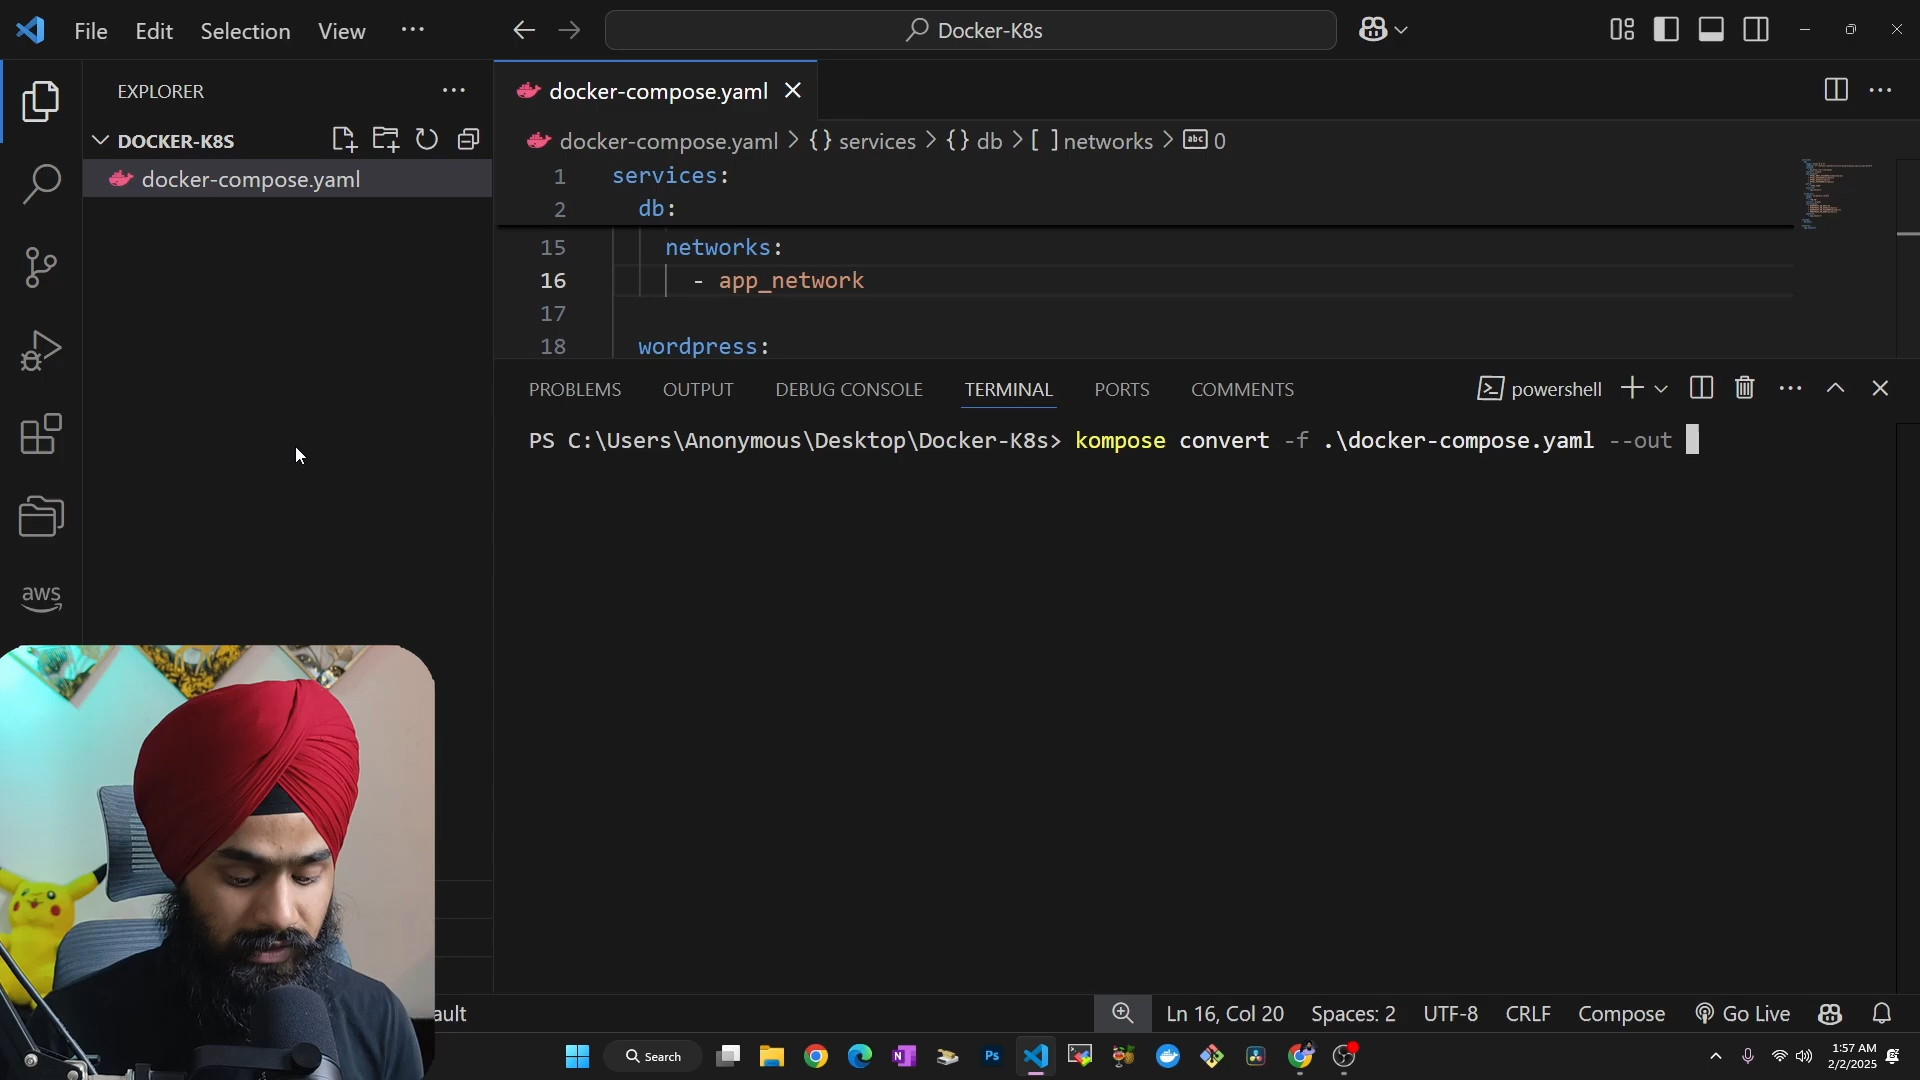 File Edit Selection View ...
Docker-K8s
EXPLORER
DOCKER-K8S
docker-compose.yaml
docker-compose.yaml
docker-compose.yaml > {} services > {} db > [ ] networks > abc 0
1 services:
2 db:
15 networks:
16 - app_network
17
18 wordpress:
PROBLEMS OUTPUT DEBUG CONSOLE TERMINAL PORTS COMMENTS
powershell
PS C:\Users\Anonymous\Desktop\Docker-K8s> kompose convert -f .\docker-compose.yaml --out
aws
ault
Ln 16, Col 20 Spaces: 2 UTF-8 CRLF Compose Go Live
Search
Ps
1:57 AM
2/2/2025